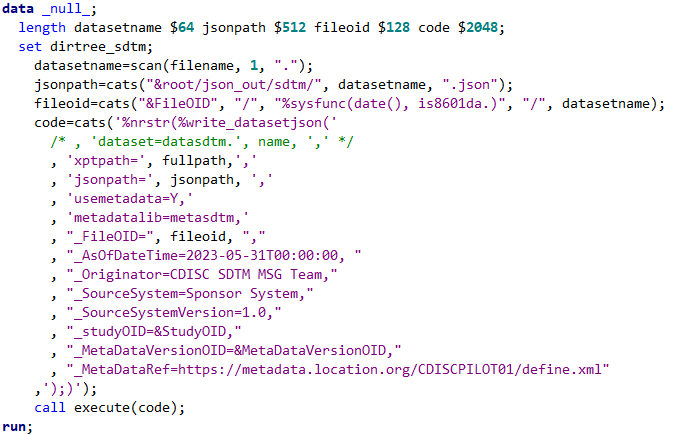 data _null_;
  length datasetname $64 jsonpath $512 fileoid $128 code $2048;
  set dirtree_sdtm;
    datasetname=scan(filename, 1, ".");
    jsonpath=cats("&root/json_out/sdtm/", datasetname, ".json");
    fileoid=cats("&FileOID", "/", "%sysfunc(date(), is8601da.)", "/", datasetname);
    code=cats('%nrstr(%write_datasetjson('
      /* , 'dataset=datasdtm.', name, ',' */
      , 'xptpath=', fullpath,','
      , 'jsonpath=', jsonpath, ','
      , 'usemetadata=Y,'
      , 'metadatalib=metasdtm,'
      , "_FileOID=", fileoid, ","
      , "_AsOfDateTime=2023-05-31T00:00:00, "
      , "_Originator=CDISC SDTM MSG Team,"
      , "_SourceSystem=Sponsor System,"
      , "_SourceSystemVersion=1.0,"
      , "_studyOID=&StudyOID,"
      , "_MetaDataVersionOID=&MetaDataVersionOID,"
      , "_MetaDataRef=https://metadata.location.org/CDISCPILOT01/define.xml"
    ,');)');
    call execute(code);
run;